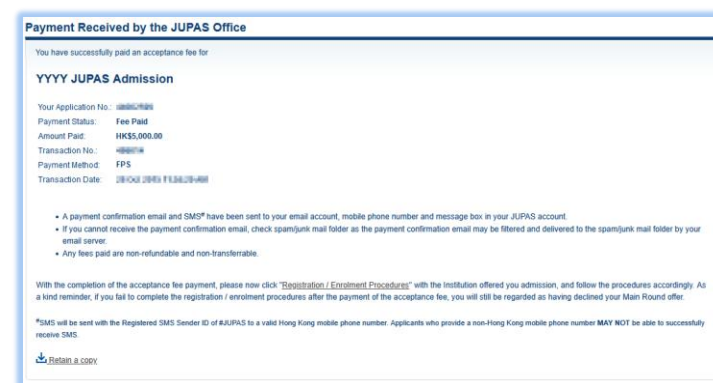 Payment Received by the JUPAS Office
You have successfully paid an acceptance fee for
YYYY JUPAS Admission
Your Application No.:
Payment Status: Fee Paid
Amount Paid: HK$5,000.00
Transaction No.:
Payment Method: FPS
Transaction Date:
• A payment confirmation email and SMS# have been sent to your email account, mobile phone number and message box in your JUPAS account.
• If you cannot receive the payment confirmation email, check spam/junk mail folder as the payment confirmation email may be filtered and delivered to the spam/junk mail folder by your
email server.
• Any fees paid are non-refundable and non-transferrable.
With the completion of the acceptance fee payment, please now click "Registration / Enrolment Procedures" with the Institution offered you admission, and follow the procedures accordingly. As
a kind reminder, if you fail to complete the registration / enrolment procedures after the payment of the acceptance fee, you will still be regarded as having declined your Main Round offer.
#SMS will be sent with the Registered SMS Sender ID of #JUPAS to a valid Hong Kong mobile phone number. Applicants who provide a non-Hong Kong mobile phone number MAY NOT be able to successfully
receive SMS.
Retain a copy